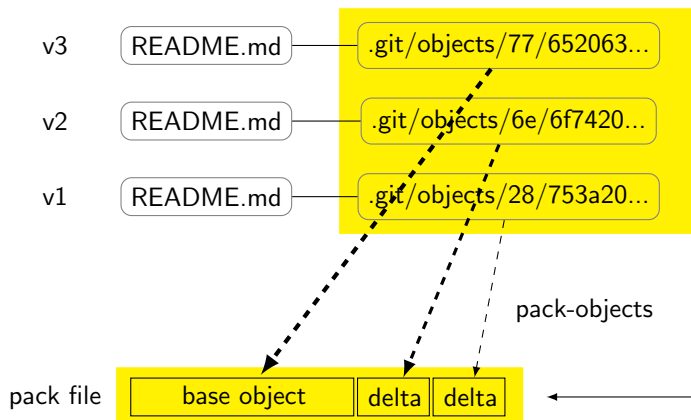 v3 README.md .git/objects/77/652063...
v2 README.md .git/objects/6e/6f7420...
v1 README.md .git/objects/28/753a20...
pack-objects
pack file base object delta delta